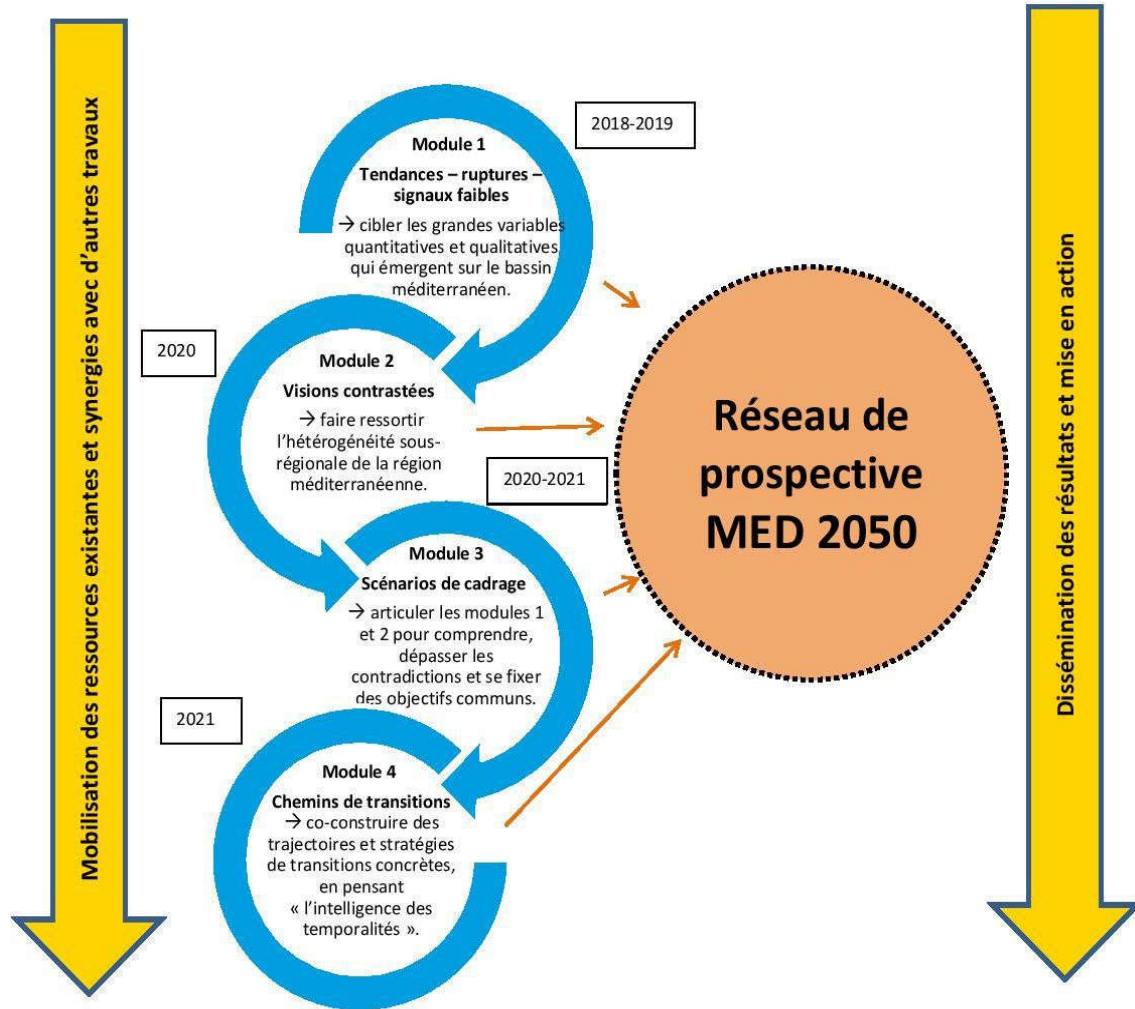 Mobilisation des ressources existantes et synergies avec d'autres travaux
2018-2019
Module 1
Tendances – ruptures –
signaux faibles
→ cibler les grandes variables
quantitatives et qualitatives
qui émergent sur le bassin
méditerranéen.
2020
Module 2
Visions contrastées
→ faire ressortir
l'hétérogénéité sous-
régionale de la région
méditerranéenne.
2020-2021
Module 3
Scénarios de cadrage
→ articuler les modules 1
et 2 pour comprendre,
dépasser les
contradictions et se fixer
des objectifs communs.
2021
Module 4
Chemins de transitions
→ co-construire des
trajectoires et stratégies
de transitions concrètes,
en pensant
« l'intelligence des
temporalités ».
Réseau de
prospective
MED 2050
Dissémination des résultats et mise en action